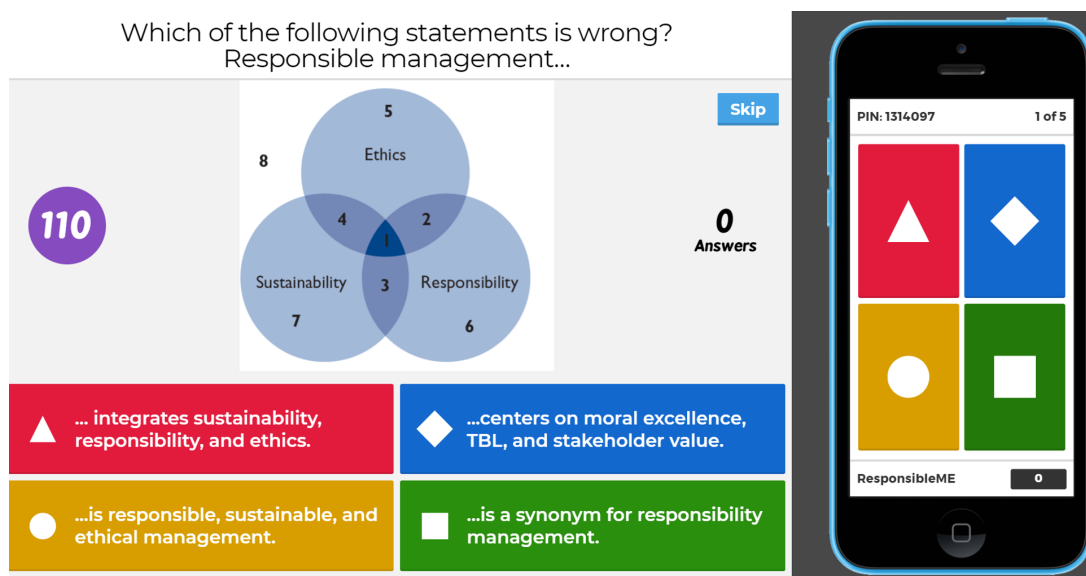 Which of the following statements is wrong?
Responsible management...
Skip
5
Ethics
8
110
4
2
1
0
Answers
Sustainability
3
Responsibility
7
6
... integrates sustainability,
responsibility, and ethics.
...centers on moral excellence,
TBL, and stakeholder value.
...is responsible, sustainable, and
ethical management.
...is a synonym for responsibility
management.
PIN: 1314097
1 of 5
ResponsibleME
0